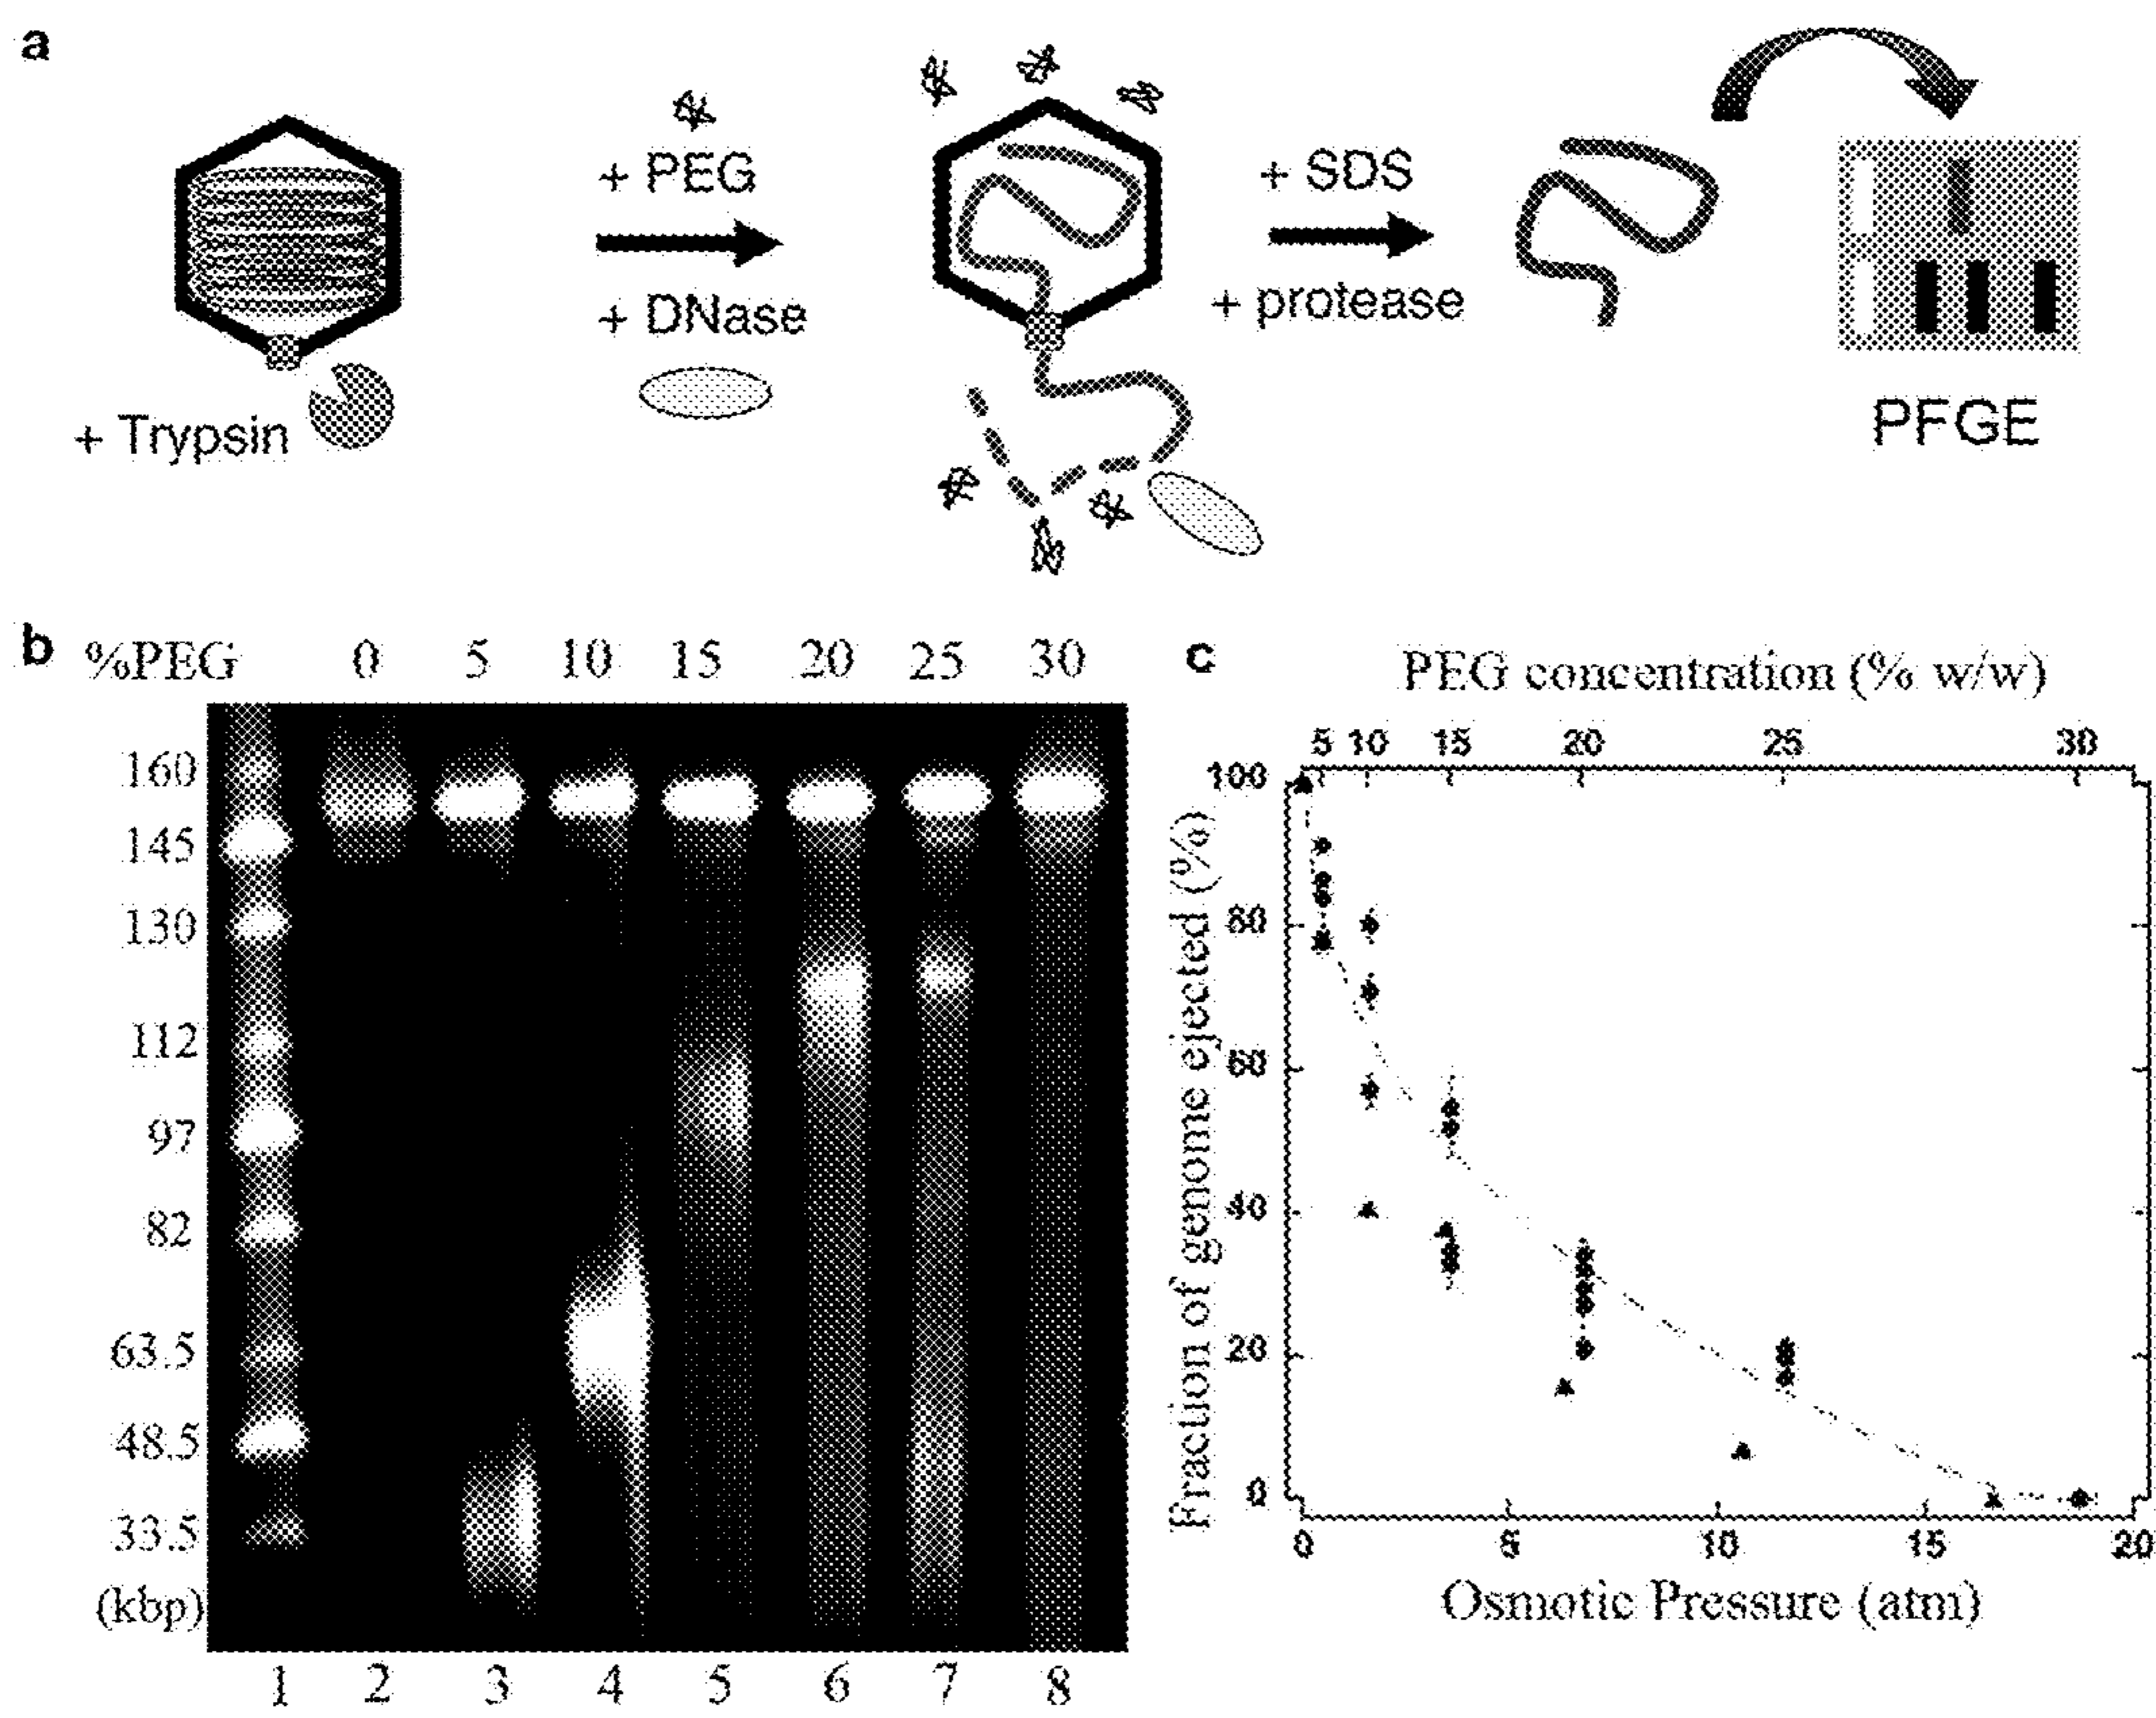 a
+ Trypsin
+ PEG
+ DNase
+ SDS
+ protease
PFGE
b %PEG 0 5 10 15 20 25 30
160
145
130
112
97
82
63.5
48.5
33.5
(kbp)
1 2 3 4 5 6 7 8
c PEG concentration (% w/w)
5 10 15 20 25 30
Fraction of genome ejected (%)
100
80
60
40
20
0
0 5 10 15 20
Osmotic Pressure (atm)